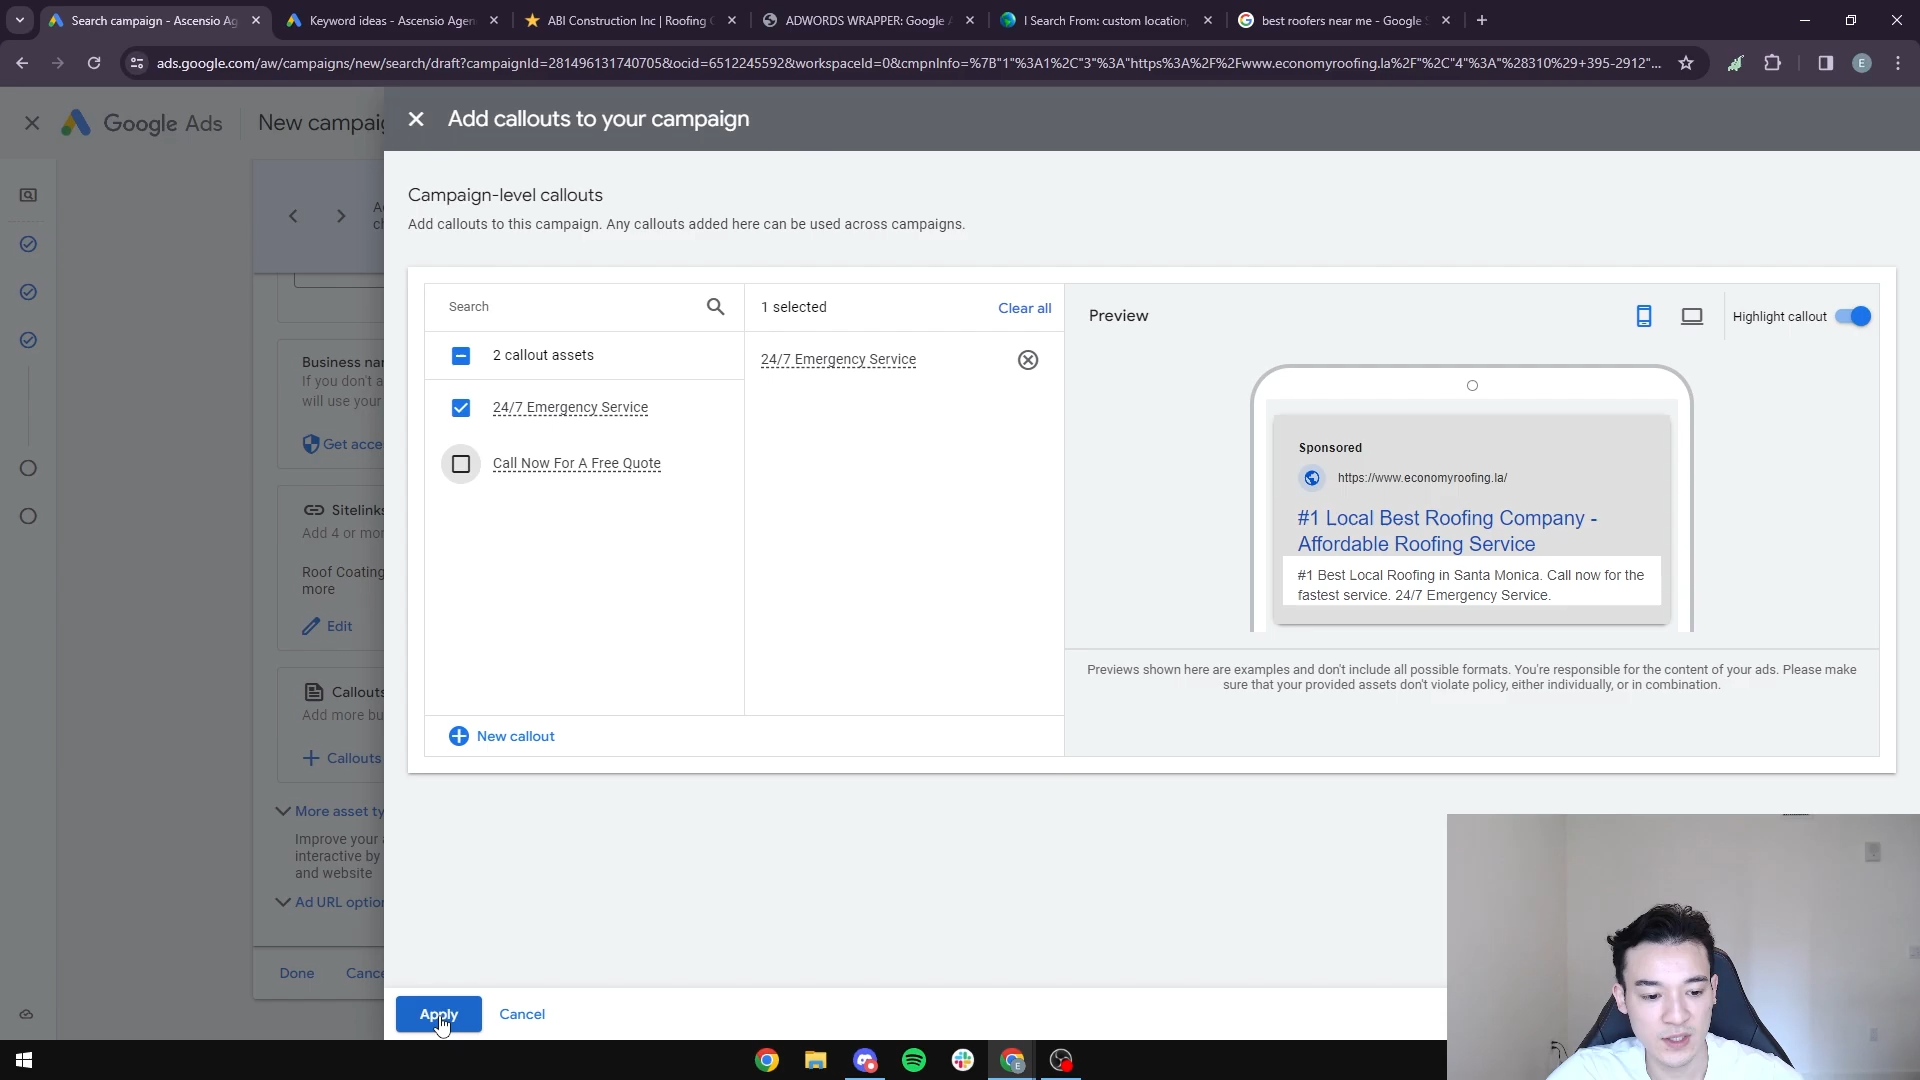 Search campaign - Ascensio Ag
Keyword ideas - Ascensio Agen
ABI Construction Inc | Roofing C
ADWORDS WRAPPER: Google A
I Search From: custom location,
best roofers near me - Google S
ads.google.com/aw/campaigns/new/search/draft?campaignId=281496131740705&ocid=6512245592&workspaceId=0&cmpnInfo=%7B"1"%3A1%2C"3"%3A"https%3A%2F%2Fwww.economyroofing.la%2F"%2C"4"%3A"%28310%29+395-2912"...
E
Google Ads
New campaig
Add callouts to your campaign
Campaign-level callouts
Add callouts to this campaign. Any callouts added here can be used across campaigns.
Search
1 selected
Clear all
Preview
Highlight callout
2 callout assets
24/7 Emergency Service
24/7 Emergency Service
Call Now For A Free Quote
New callout
Sponsored
https://www.economyroofing.la/
#1 Local Best Roofing Company -
Affordable Roofing Service
#1 Best Local Roofing in Santa Monica. Call now for the
fastest service. 24/7 Emergency Service.
Previews shown here are examples and don't include all possible formats. You're responsible for the content of your ads. Please make
sure that your provided assets don't violate policy, either individually, or in combination.
Business nam
If you don't a
will use your
Get acce
Sitelinks
Add 4 or mor
Roof Coating
more
Edit
Callouts
Add more bu
Callouts
More asset ty
Improve your a
interactive by
and website
Ad URL option
Done
Cance
Apply
Cancel